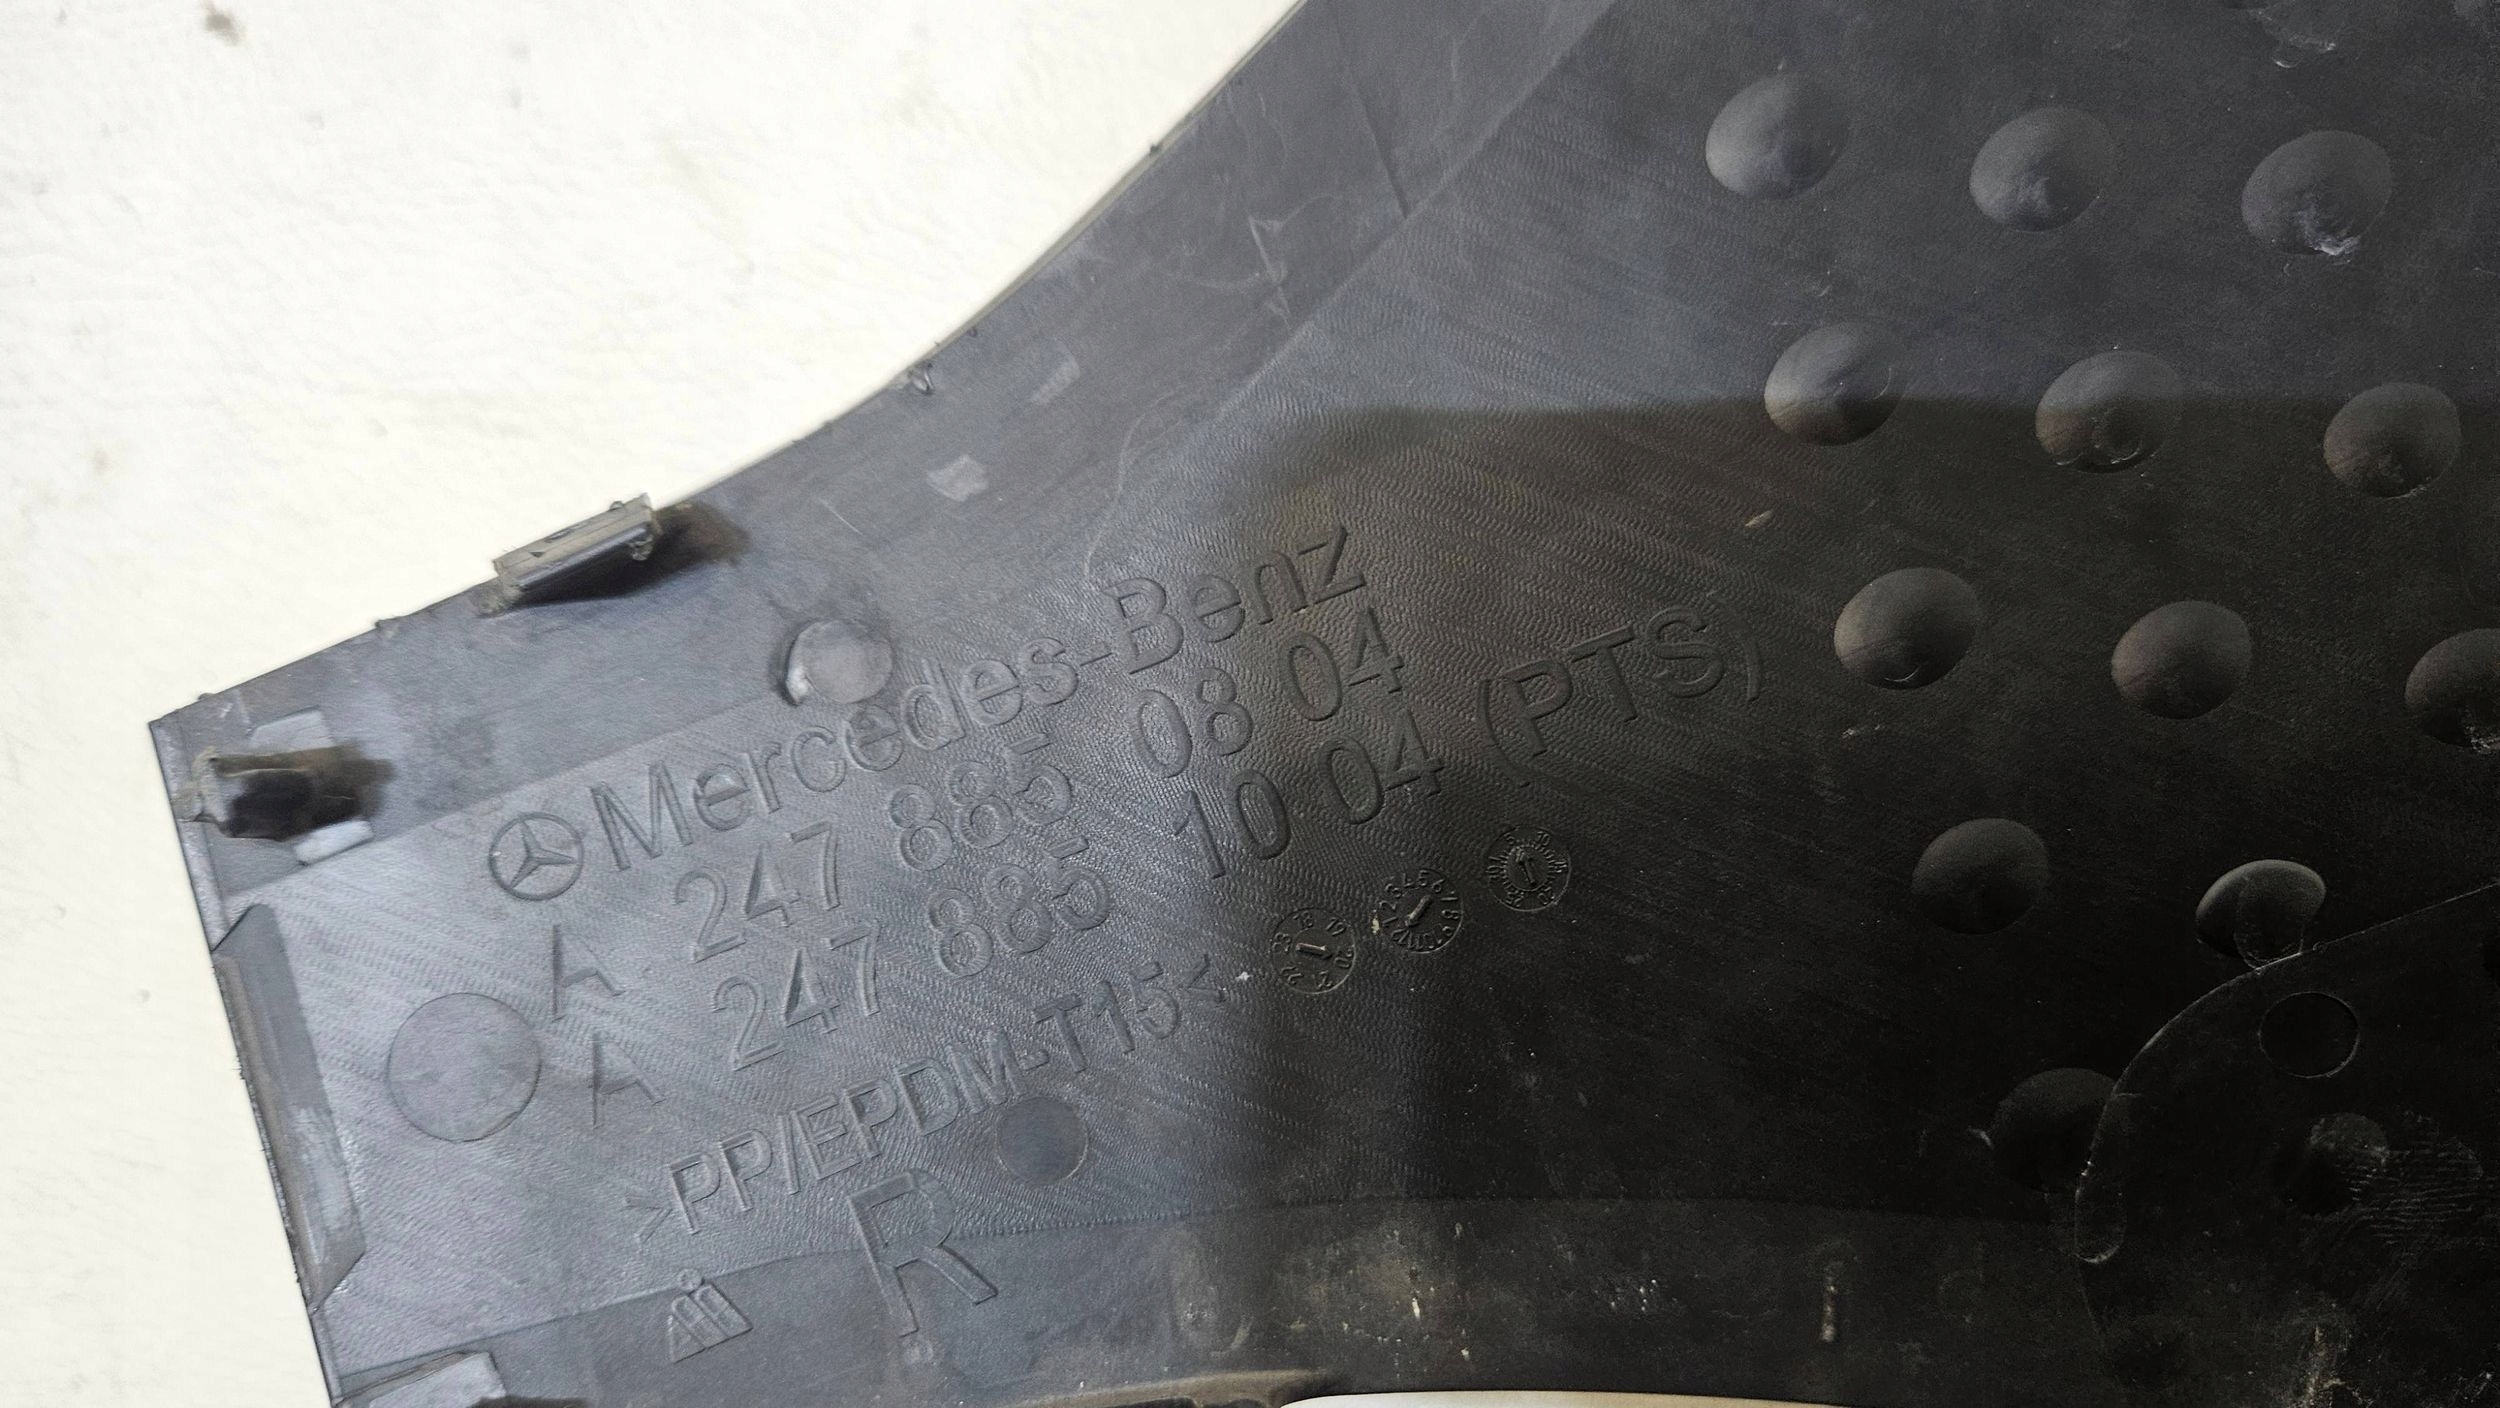 Mercedes-Benz
A 247 885 08 04
A 247 885 10 04 (PTS)
>PP/EPDM-T15<
R